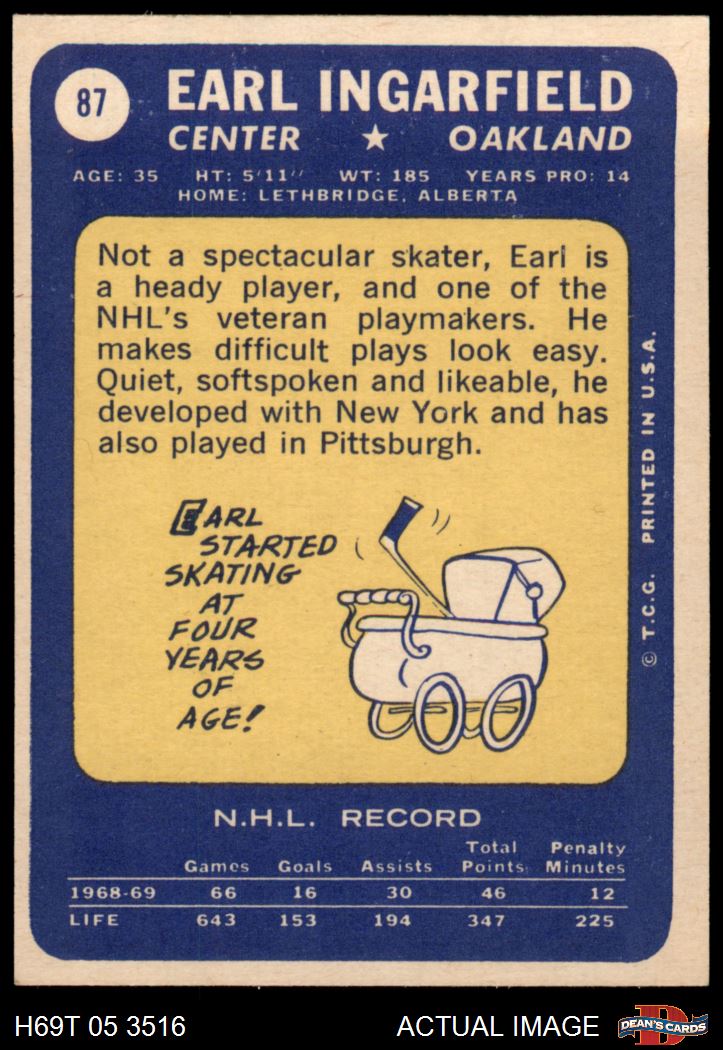 87
EARL INGARFIELD
CENTER ★ OAKLAND
AGE: 35 HT: 5'11" WT: 185 YEARS PRO: 14
HOME: LETHBRIDGE, ALBERTA
Not a spectacular skater, Earl is
a heady player, and one of the
NHL's veteran playmakers. He
makes difficult plays look easy.
Quiet, softspoken and likeable, he
developed with New York and has
also played in Pittsburgh.
EARL
STARTED
SKATING
AT
FOUR
YEARS
OF
AGE!
© T.C.G. PRINTED IN U.S.A.
N.H.L. RECORD
Games Goals Assists Total Points Penalty Minutes
1968-69 66 16 30 46 12
LIFE 643 153 194 347 225
H69T 05 3516 ACTUAL IMAGE
D
DEAN'S CARDS